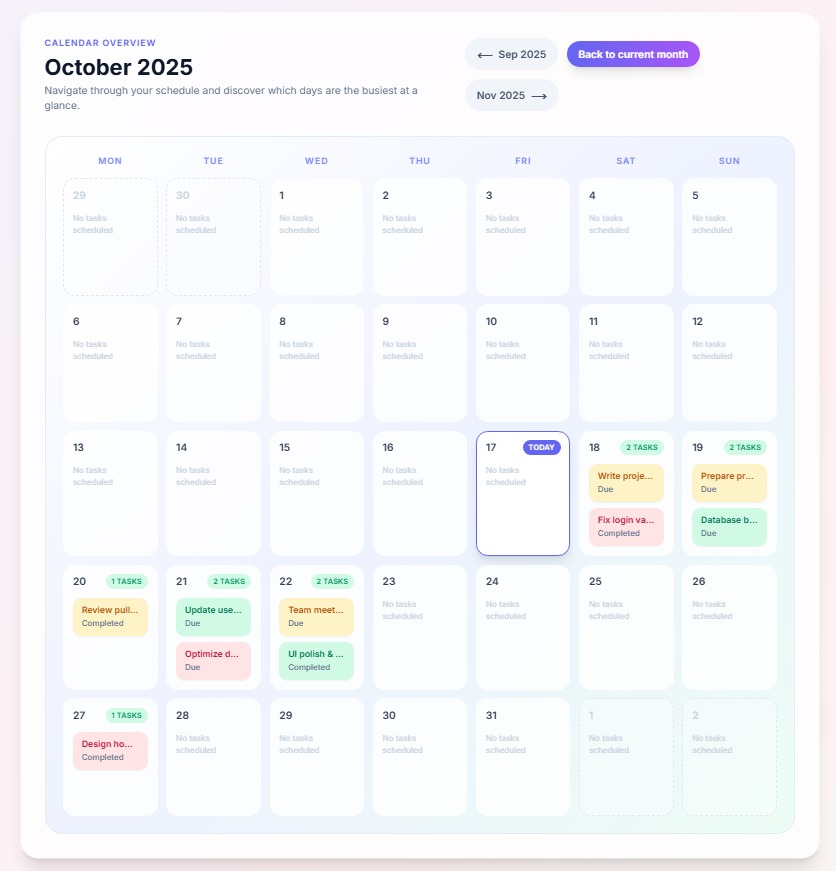 CALENDAR OVERVIEW
October 2025
Navigate through your schedule and discover which days are the busiest at a
glance.
⟵ Sep 2025
Back to current month
Nov 2025 ⟶
MON TUE WED THU FRI SAT SUN
29
No tasks
scheduled
30
No tasks
scheduled
1
No tasks
scheduled
2
No tasks
scheduled
3
No tasks
scheduled
4
No tasks
scheduled
5
No tasks
scheduled
6
No tasks
scheduled
7
No tasks
scheduled
8
No tasks
scheduled
9
No tasks
scheduled
10
No tasks
scheduled
11
No tasks
scheduled
12
No tasks
scheduled
13
No tasks
scheduled
14
No tasks
scheduled
15
No tasks
scheduled
16
No tasks
scheduled
17 TODAY
No tasks
scheduled
18 2 TASKS
Write proje...
Due
Fix login va...
Completed
19 2 TASKS
Prepare pr...
Due
Database b...
Due
20 1 TASKS
Review pull...
Completed
21 2 TASKS
Update use...
Due
Optimize d...
Due
22 2 TASKS
Team meet...
Due
UI polish & ...
Completed
23
No tasks
scheduled
24
No tasks
scheduled
25
No tasks
scheduled
26
No tasks
scheduled
27 1 TASKS
Design ho...
Completed
28
No tasks
scheduled
29
No tasks
scheduled
30
No tasks
scheduled
31
No tasks
scheduled
1
No tasks
scheduled
2
No tasks
scheduled